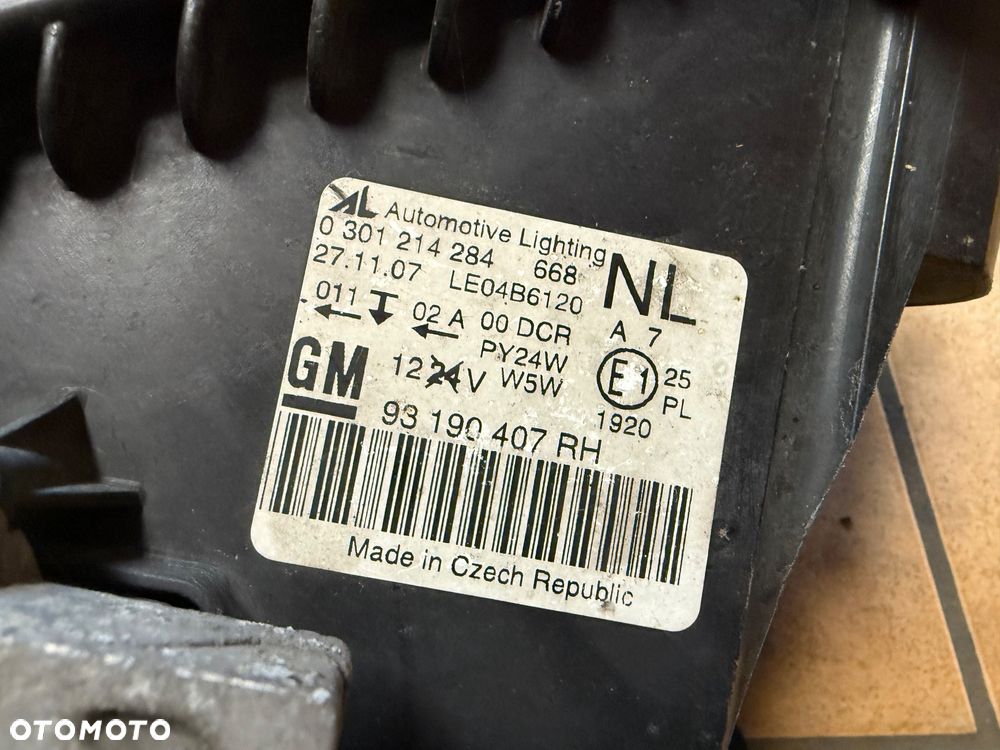 AL Automotive Lighting
0 301 214 284 668 NL
27.11.07 LE04B6120
011 02 A 00 DCR A 7
PY24W
GM 12 24 V W5W E1 25
PL
1920
93 190 407 RH
Made in Czech Republic
OTOMOTO